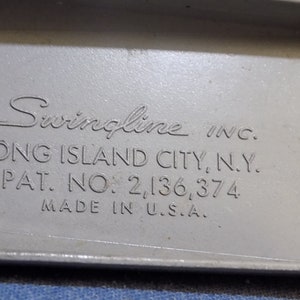 Swingline INC.
LONG ISLAND CITY, N.Y.
PAT. NO. 2,136,374
MADE IN U.S.A.